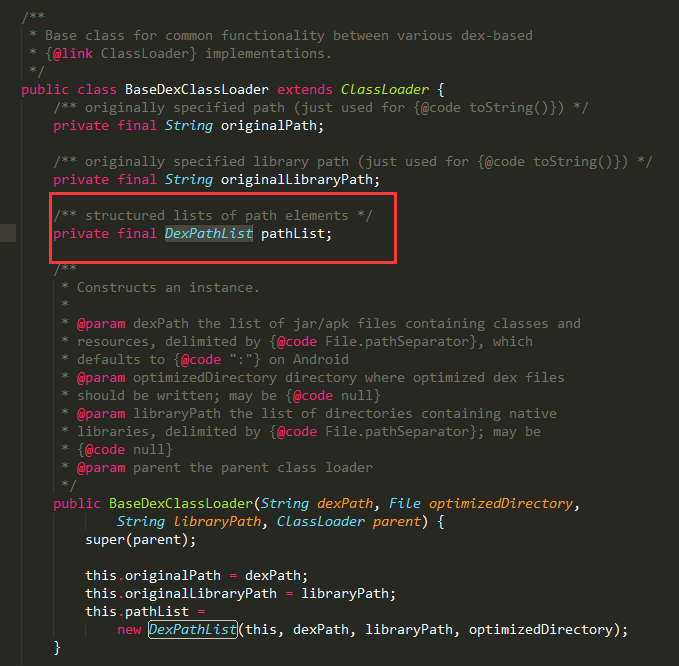 /**
 * Base class for common functionality between various dex-based
 * {@link ClassLoader} implementations.
 */
public class BaseDexClassLoader extends ClassLoader {
    /** originally specified path (just used for {@code toString()}) */
    private final String originalPath;

    /** originally specified library path (just used for {@code toString()}) */
    private final String originalLibraryPath;

    /** structured lists of path elements */
    private final DexPathList pathList;

    /**
     * Constructs an instance.
     *
     * @param dexPath the list of jar/apk files containing classes and
     * resources, delimited by {@code File.pathSeparator}, which
     * defaults to {@code ":"} on Android
     * @param optimizedDirectory directory where optimized dex files
     * should be written; may be {@code null}
     * @param libraryPath the list of directories containing native
     * libraries, delimited by {@code File.pathSeparator}; may be
     * {@code null}
     * @param parent the parent class loader
     */
    public BaseDexClassLoader(String dexPath, File optimizedDirectory,
            String libraryPath, ClassLoader parent) {
        super(parent);

        this.originalPath = dexPath;
        this.originalLibraryPath = libraryPath;
        this.pathList =
            new DexPathList(this, dexPath, libraryPath, optimizedDirectory);
    }